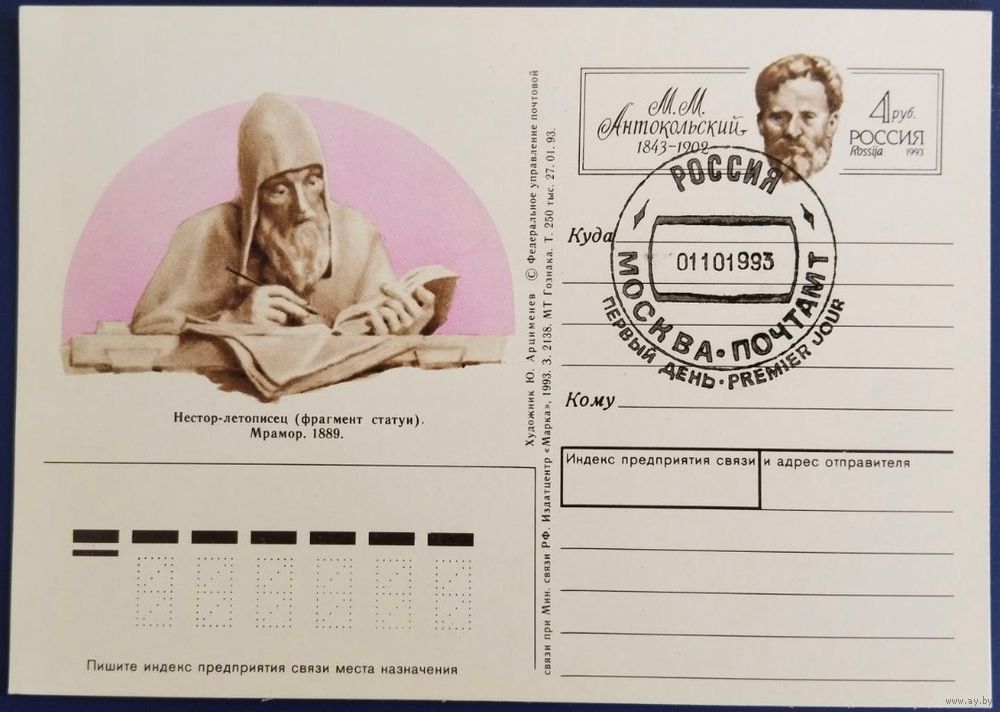 М. М.
Антокольский
1843–1902
4 руб.
РОССИЯ
Rossija 1993
РОССИЯ
01101993
МОСКВА • ПОЧТАМТ
ПЕРВЫЙ ДЕНЬ • PREMIER JOUR
Куда
Кому
Индекс предприятия связи и адрес отправителя
Нестор-летописец (фрагмент статуи).
Мрамор. 1889.
Художник Ю. Арцименев © Федеральное управление почтовой
связи при Мин. связи РФ. Издатцентр «Марка», 1993. З. 2138. МТ Гознака. Т. 250 тыс. 27. 01. 93.
Пишите индекс предприятия связи места назначения
www.ay.by